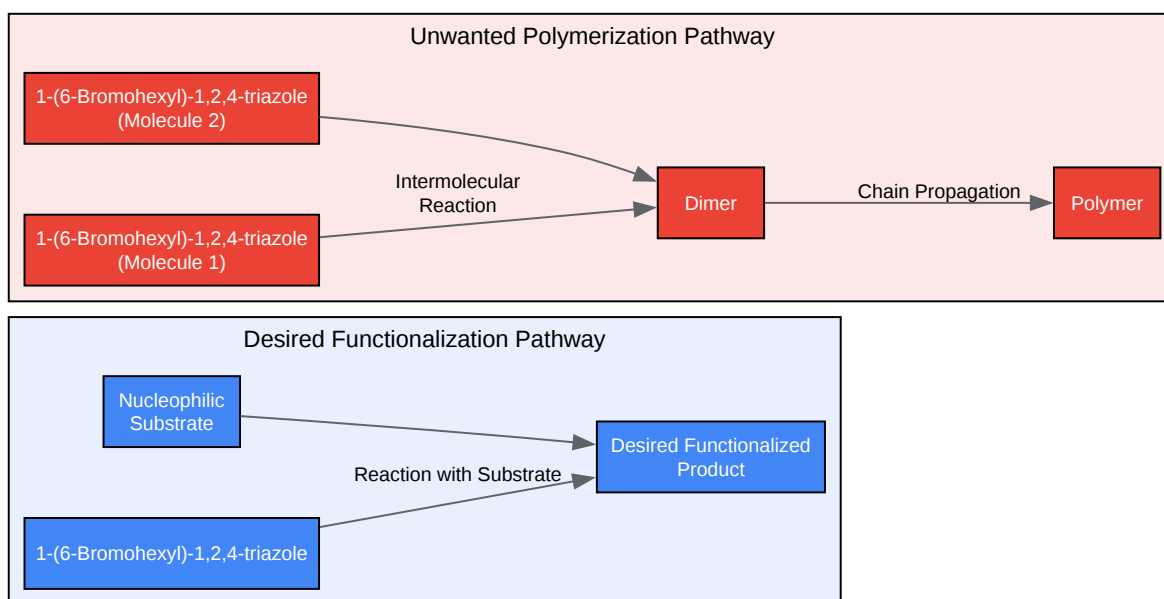 Unwanted Polymerization Pathway
1-(6-Bromohexyl)-1,2,4-triazole
(Molecule 2)
Intermolecular
Reaction
Dimer
Chain Propagation
Polymer
1-(6-Bromohexyl)-1,2,4-triazole
(Molecule 1)
Desired Functionalization Pathway
Nucleophilic
Substrate
Reaction with Substrate
Desired Functionalized
Product
1-(6-Bromohexyl)-1,2,4-triazole